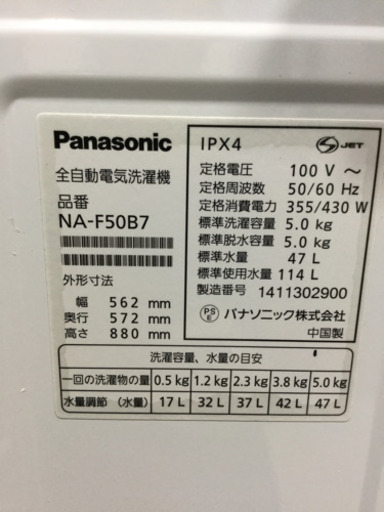 Panasonic
全自動電気洗濯機
品番
NA-F50B7
外形寸法
幅 562 mm
奥行 572 mm
高さ 880 mm
IPX4
S JET
定格電圧 100 V ～
定格周波数 50/60 Hz
定格消費電力 355/430 W
標準洗濯容量 5.0 kg
標準脱水容量 5.0 kg
標準水量 47 L
標準使用水量 114 L
製造番号 1411302900
PS E パナソニック株式会社
中国製
洗濯容量、水量の目安
一回の洗濯物の量 0.5 kg 1.2 kg 2.3 kg 3.8 kg 5.0 kg
水量調節（水量） 17 L 32 L 37 L 42 L 47 L